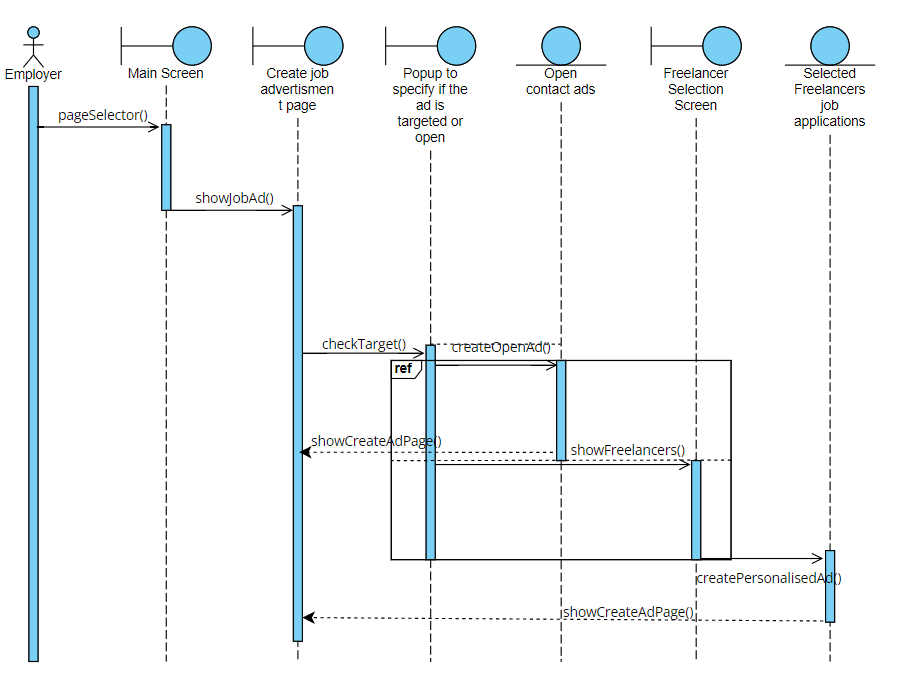 Employer
Main Screen
Create job
advertismen
t page
Popup to
specify if the
ad is
targeted or
open
Open
contact ads
Freelancer
Selection
Screen
Selected
Freelancers
job
applications
pageSelector()
showJobAd()
checkTarget()
createOpenAd()
ref
showCreateAdPage()
showFreelancers()
createPersonalisedAd()
showCreateAdPage()